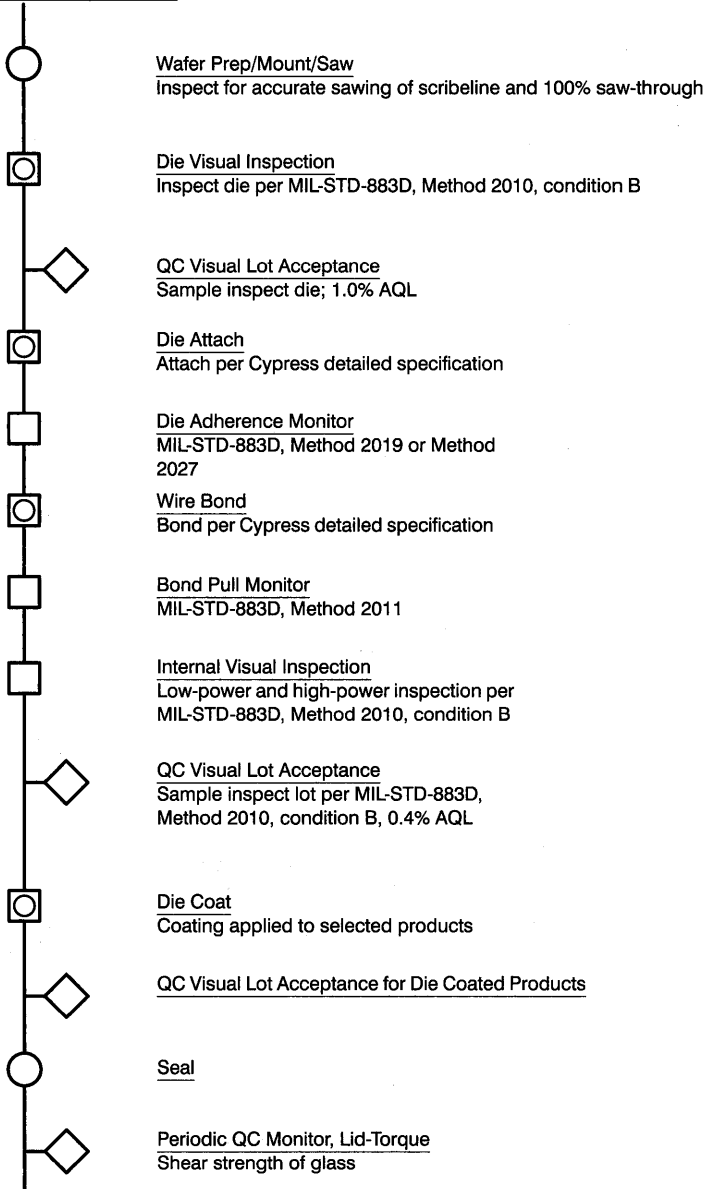 Wafer Prep/Mount/Saw
Inspect for accurate sawing of scribeline and 100% saw-through
Die Visual Inspection
Inspect die per MIL-STD-883D, Method 2010, condition B
QC Visual Lot Acceptance
Sample inspect die; 1.0% AQL
Die Attach
Attach per Cypress detailed specification
Die Adherence Monitor
MIL-STD-883D, Method 2019 or Method
2027
Wire Bond
Bond per Cypress detailed specification
Bond Pull Monitor
MIL-STD-883D, Method 2011
Internal Visual Inspection
Low-power and high-power inspection per
MIL-STD-883D, Method 2010, condition B
QC Visual Lot Acceptance
Sample inspect lot per MIL-STD-883D,
Method 2010, condition B, 0.4% AQL
Die Coat
Coating applied to selected products
QC Visual Lot Acceptance for Die Coated Products
Seal
Periodic QC Monitor, Lid-Torque
Shear strength of glass